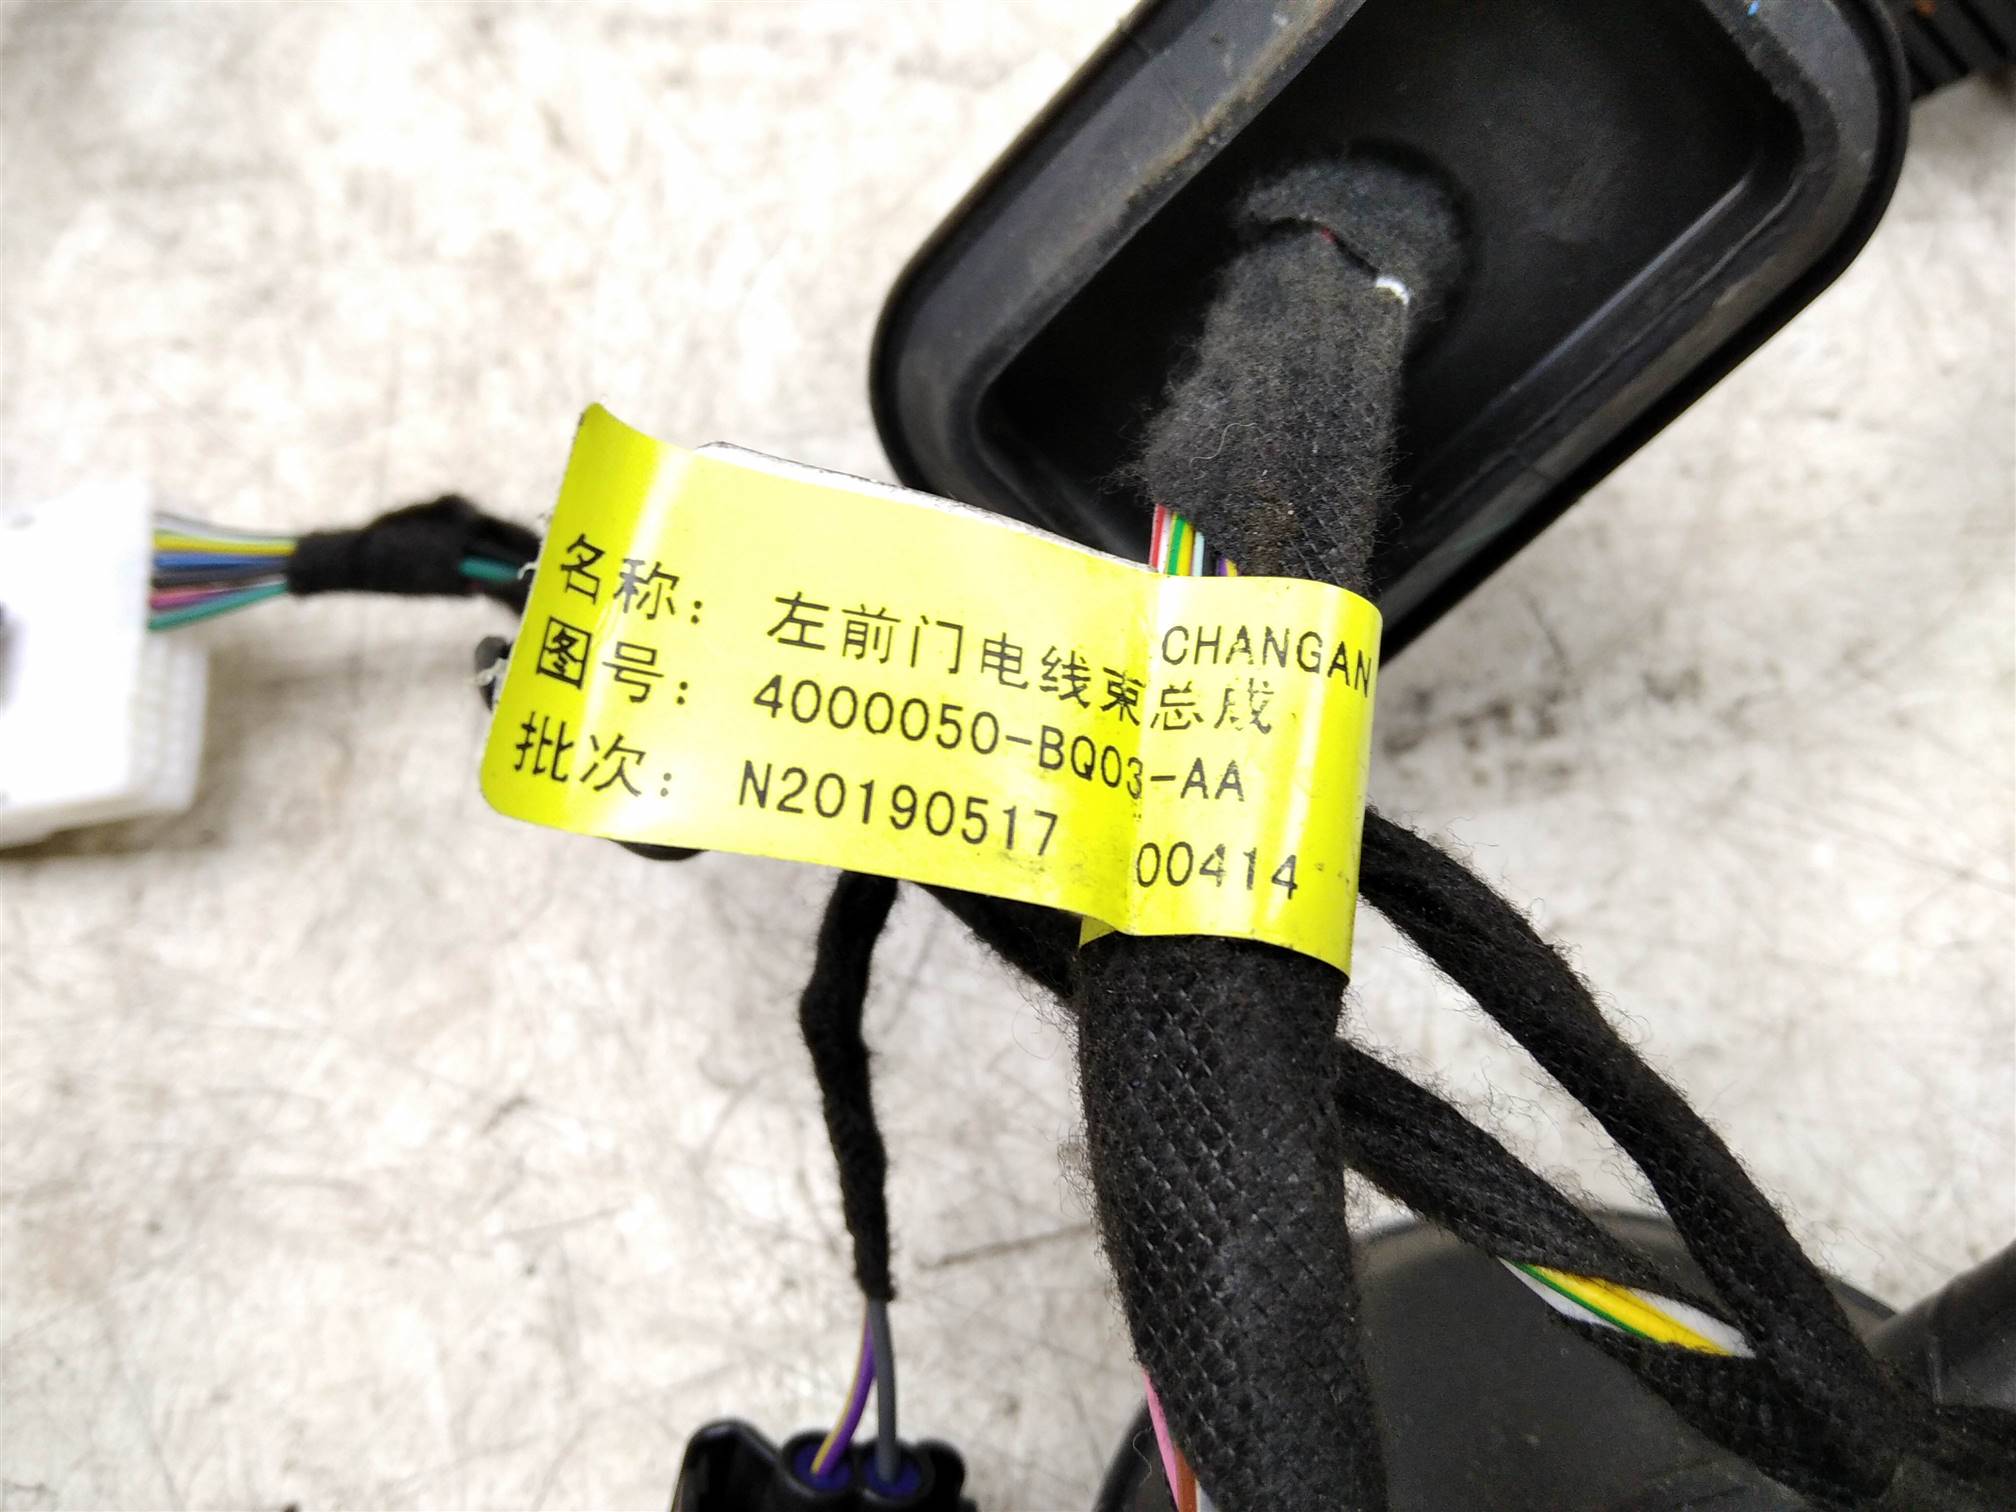 CHANGAN
名称： 左前门电线束总成
图号： 4000050-BQ03-AA
批次： N20190517 00414